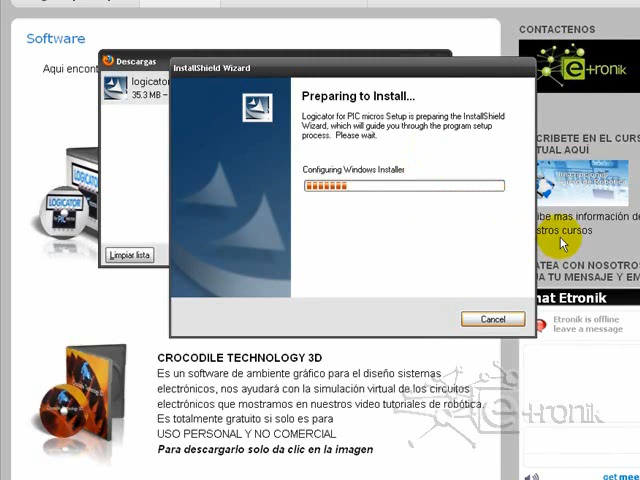 Software
Aqui encont
Descargas
logicator
35.3 MB –
Limpiar lista
InstallShield Wizard
Preparing to Install...
Logicator for PIC micros Setup is preparing the InstallShield
Wizard, which will guide you through the program setup
process. Please wait.
Configuring Windows Installer
Cancel
LOGICATOR
CROCODILE TECHNOLOGY 3D
Es un software de ambiente gráfico para el diseño sistemas
electrónicos, nos ayudará con la simulación virtual de los circuitos
electrónicos que mostramos en nuestros video tutoriales de robótica.
Es totalmente gratuito si solo es para
USO PERSONAL Y NO COMERCIAL
Para descargarlo solo da clic en la imagen
CONTACTENOS
e-tronik
SCRIBETE EN EL CURS
TUAL AQUÍ
ibe mas información de
stros cursos
ATEA CON NOSOTROS
JA TU MENSAJE Y EM
hat Etronik
Etronik is offline
leave a message
get mee
e-tronik